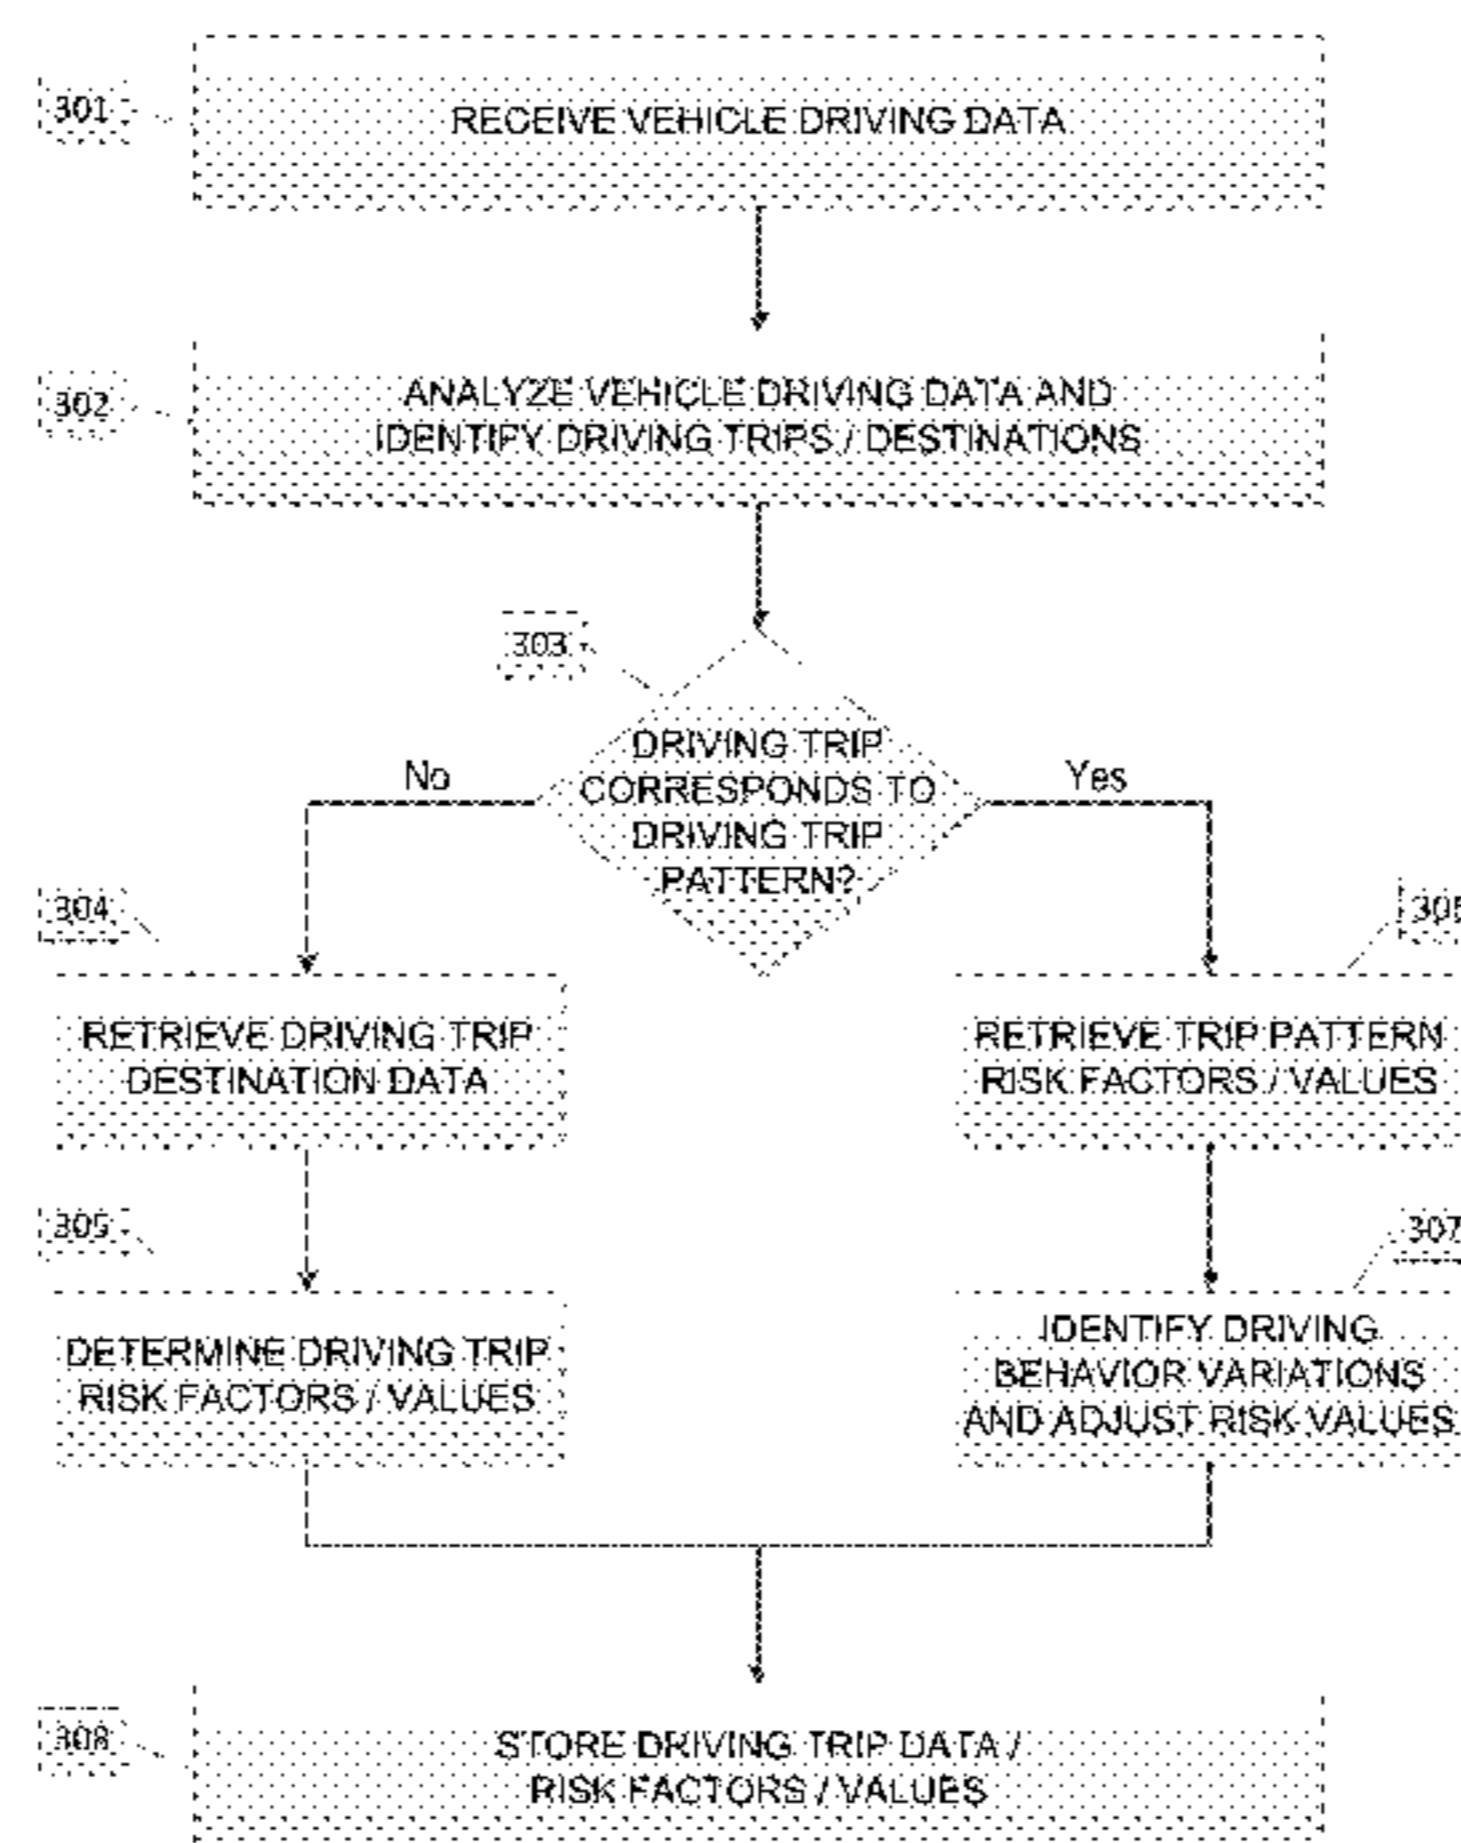 301
RECEIVE VEHICLE DRIVING DATA
302
ANALYZE VEHICLE DRIVING DATA AND
IDENTIFY DRIVING TRIPS / DESTINATIONS
303
DRIVING TRIP
CORRESPONDS TO
DRIVING TRIP
PATTERN?
No
Yes
304
RETRIEVE DRIVING TRIP
DESTINATION DATA
RETRIEVE TRIP PATTERN
RISK FACTORS / VALUES
305
DETERMINE DRIVING TRIP
RISK FACTORS / VALUES
307
IDENTIFY DRIVING
BEHAVIOR VARIATIONS
AND ADJUST RISK VALUES
308
STORE DRIVING TRIP DATA /
RISK FACTORS / VALUES